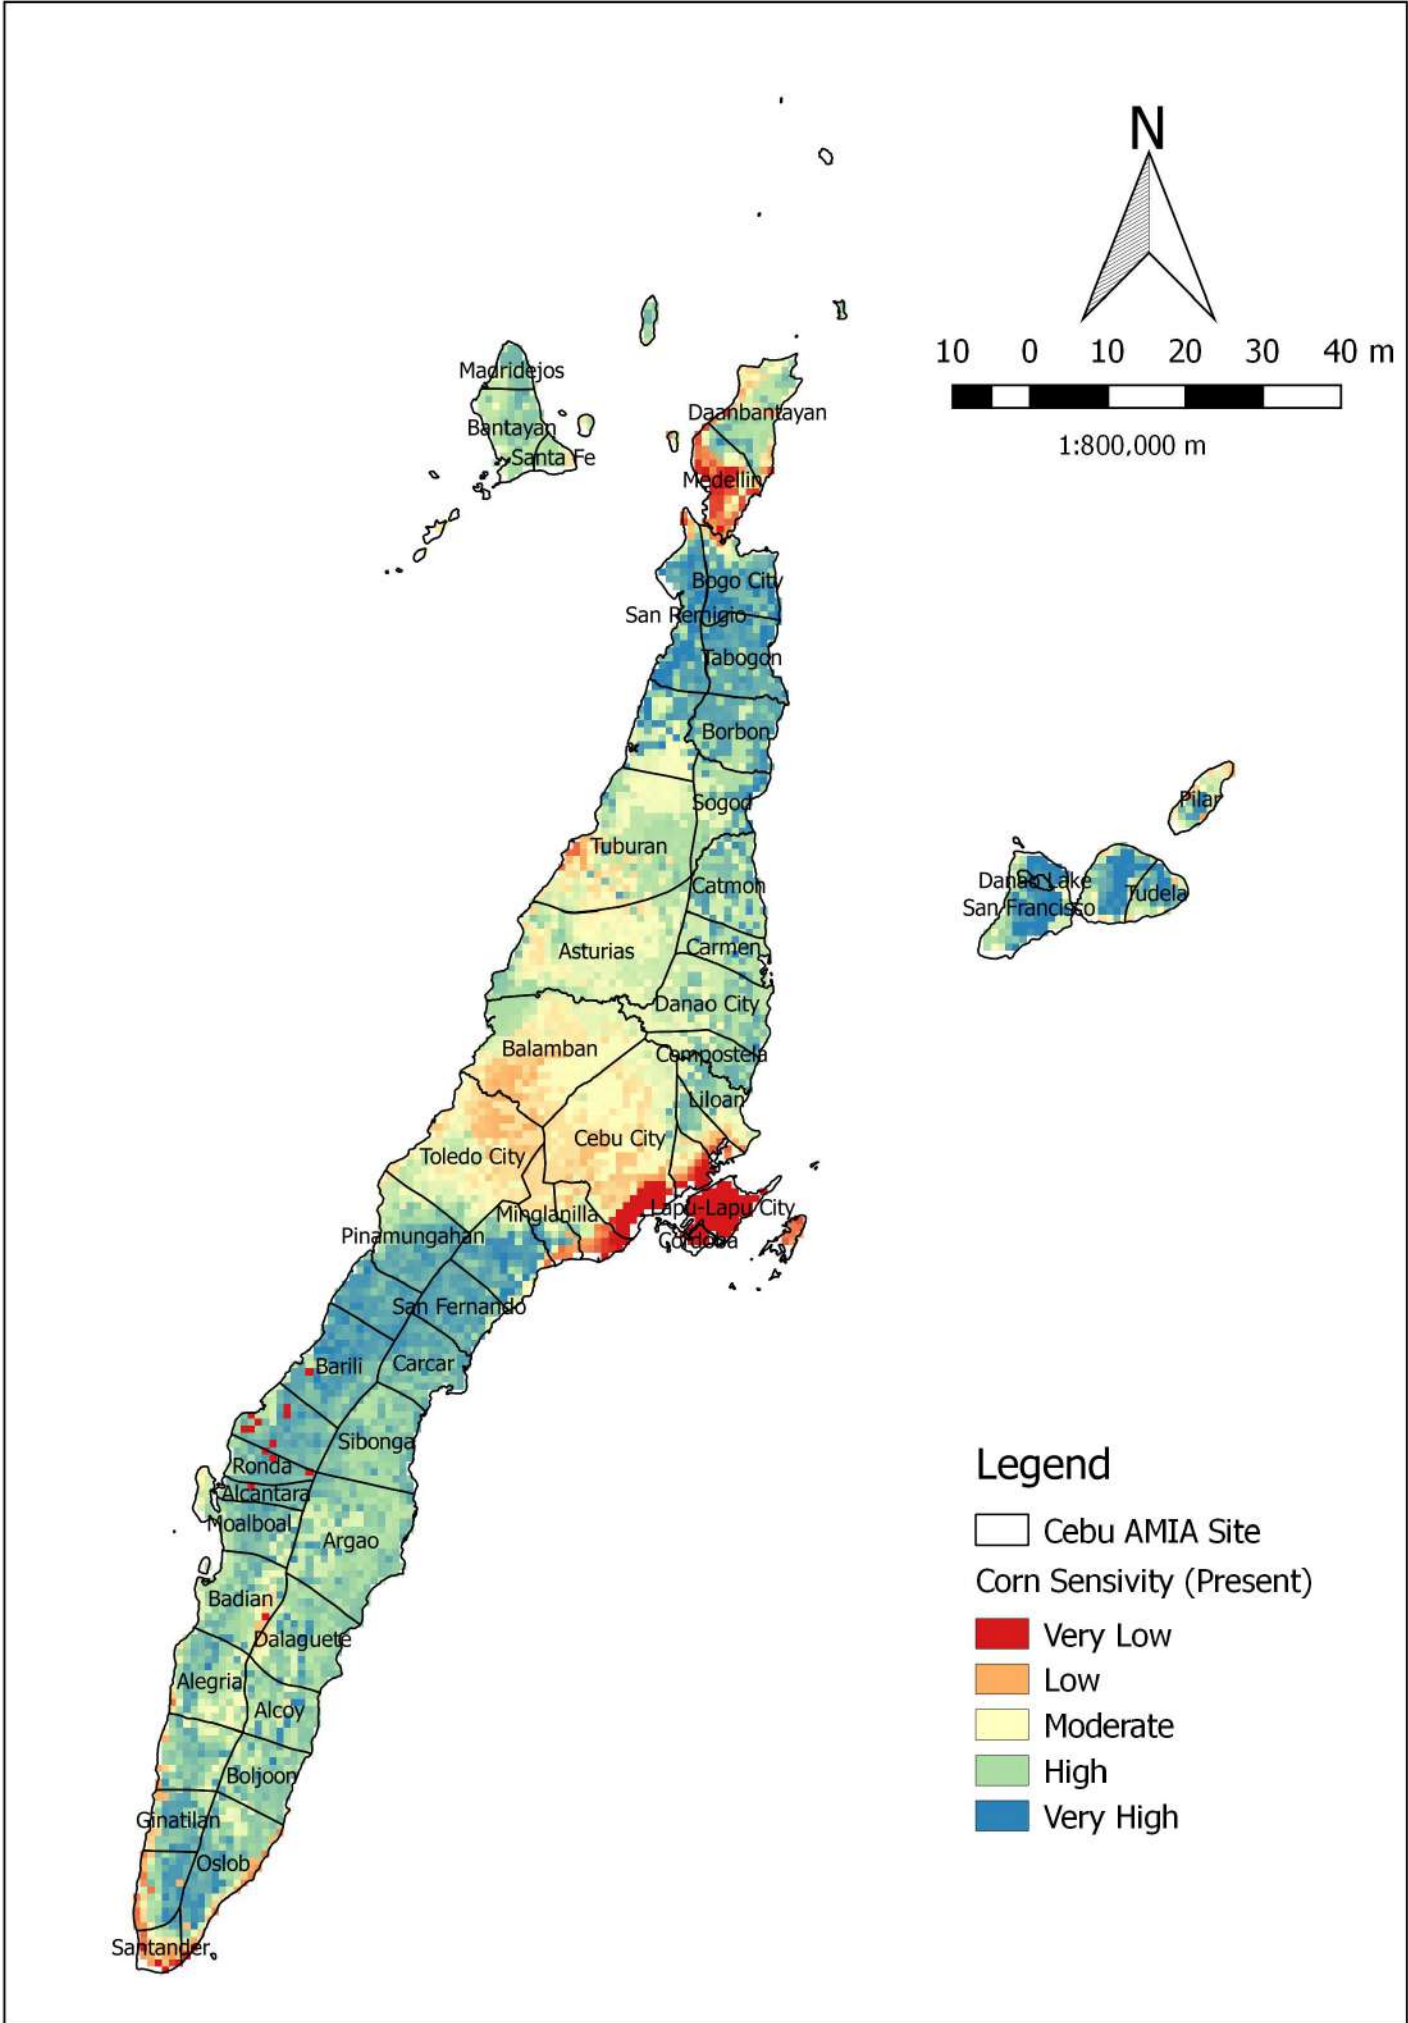 N
10 0 10 20 30 40 m
1:800,000 m
Madridejos
Bantayan
Santa Fe
Daanbantayan
Medellin
Bogo City
San Remigio
Tabogon
Borbon
Sogod
Tuburan
Catmon
Asturias
Carmen
Danao City
Balamban
Compostela
Liloan
Cebu City
Toledo City
Lapu-Lapu City
Minglanilla
Cordoba
Pinamungahan
San Fernando
Barili
Carcar
Sibonga
Ronda
Alcantara
Moalboal
Argao
Badian
Dalaguete
Alegria
Alcoy
Boljoon
Ginatilan
Oslob
Santander
Pilar
Danao Lake
San Francisco
Tudela
Legend
Cebu AMIA Site
Corn Sensivity (Present)
Very Low
Low
Moderate
High
Very High